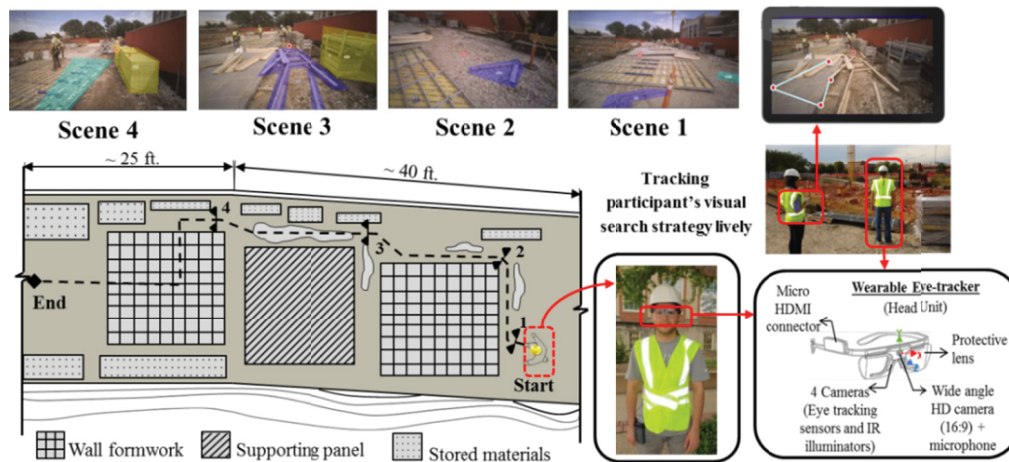 Scene 4
Scene 3
Scene 2
Scene 1
~ 25 ft.
~ 40 ft.
Tracking
participant's visual
search strategy lively
4
3
2
1
End
Start
Wearable Eye-tracker
(Head Unit)
Micro
HDMI
connector
Protective
lens
4 Cameras
(Eye tracking
sensors and IR
illuminators)
Wide angle
HD camera
(16:9) +
microphone
Wall formwork
Supporting panel
Stored materials